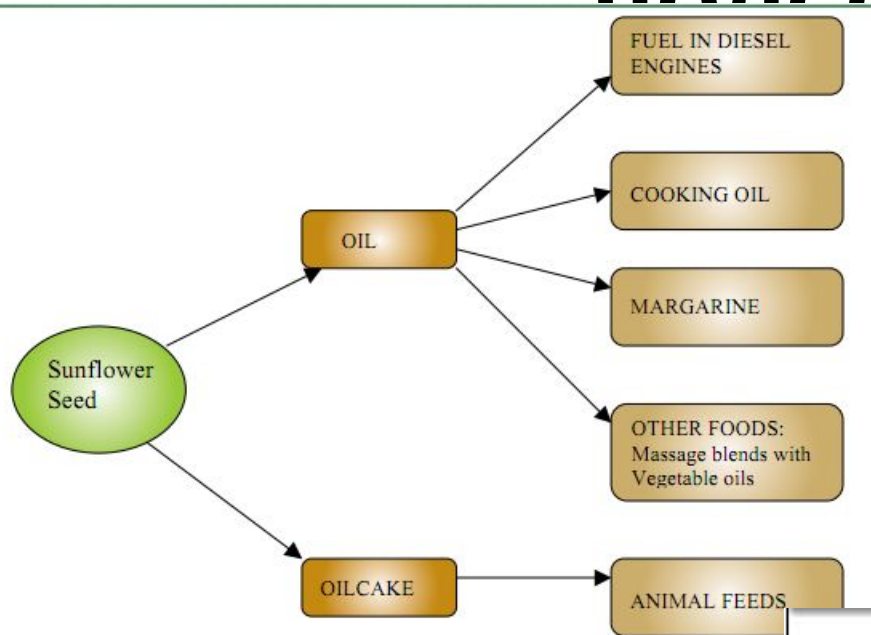 FUEL IN DIESEL
ENGINES
COOKING OIL
OIL
MARGARINE
Sunflower
Seed
OTHER FOODS:
Massage blends with
Vegetable oils
OILCAKE
ANIMAL FEEDS